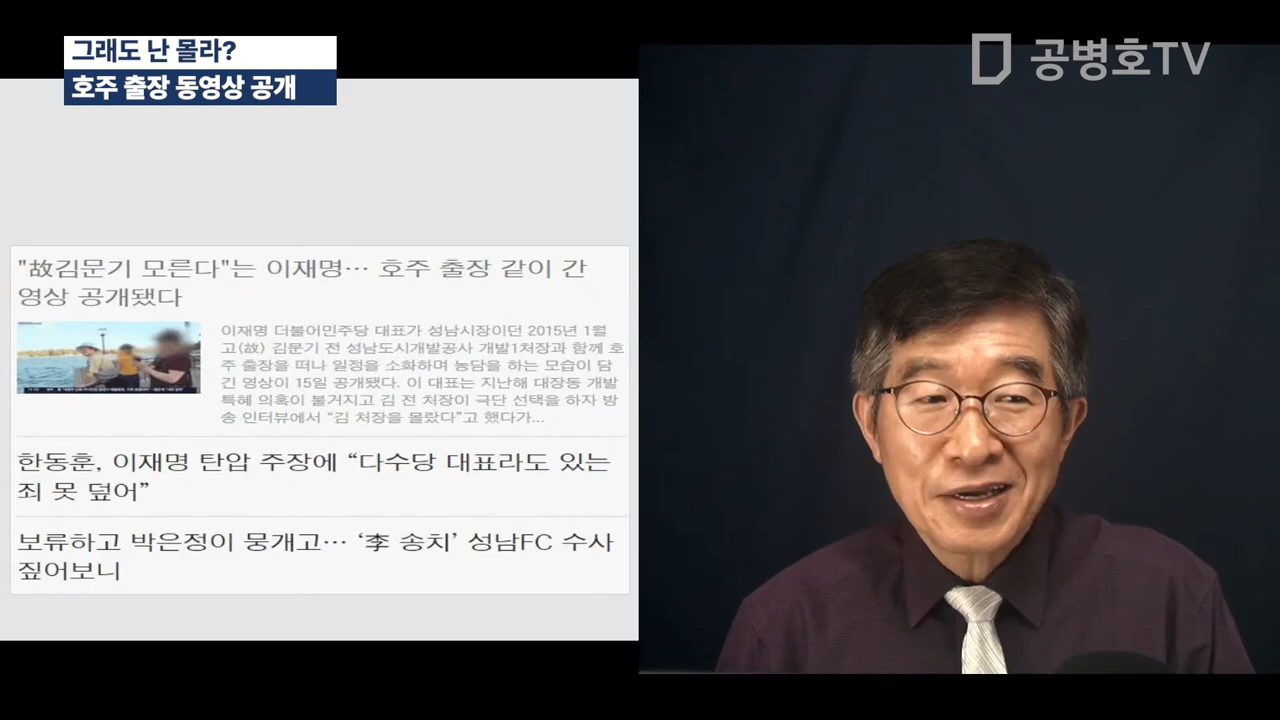 그래도 난 몰라?
호주 출장 동영상 공개
공병호TV
"故김문기 모른다"는 이재명… 호주 출장 같이 간
영상 공개됐다
이재명 더불어민주당 대표가 성남시장이던 2015년 1월
고(故) 김문기 전 성남도시개발공사 개발1처장과 함께 호
주 출장을 떠나 일정을 소화하며 농담을 하는 모습이 담
긴 영상이 15일 공개됐다. 이 대표는 지난해 대장동 개발
특혜 의혹이 불거지고 김 전 처장이 극단 선택을 하자 방
송 인터뷰에서 “김 처장을 몰랐다”고 했다가...
한동훈, 이재명 탄압 주장에 “다수당 대표라도 있는
죄 못 덮어”
보류하고 박은정이 뭉개고… ‘李 송치’ 성남FC 수사
짚어보니